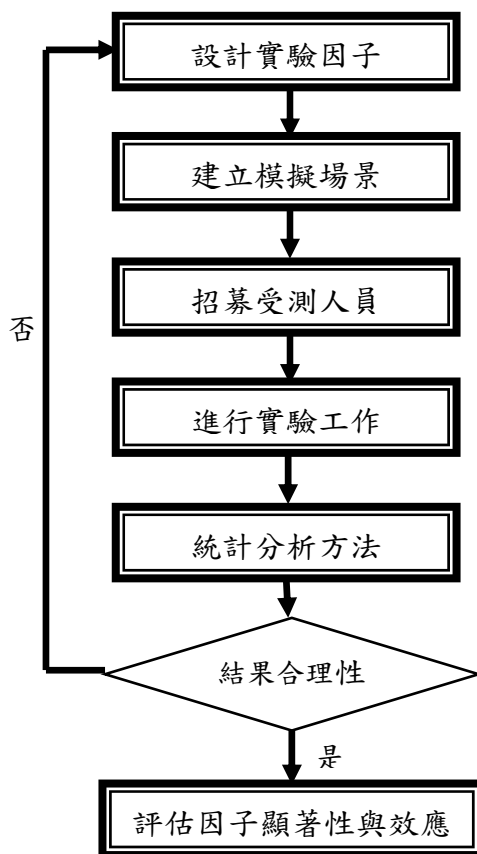 設計實驗因子
建立模擬場景
招募受測人員
否
進行實驗工作
統計分析方法
結果合理性
是
評估因子顯著性與效應